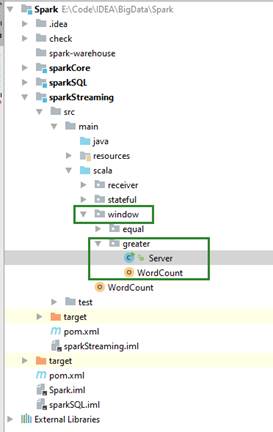 Spark E:\Code\IDEA\BigData\Spark
.idea
check
spark-warehouse
sparkCore
sparkSQL
sparkStreaming
src
main
java
resources
scala
receiver
stateful
window
equal
greater
Server
WordCount
WordCount
test
target
pom.xml
sparkStreaming.iml
target
pom.xml
Spark.iml
sparkSQL.iml
External Libraries